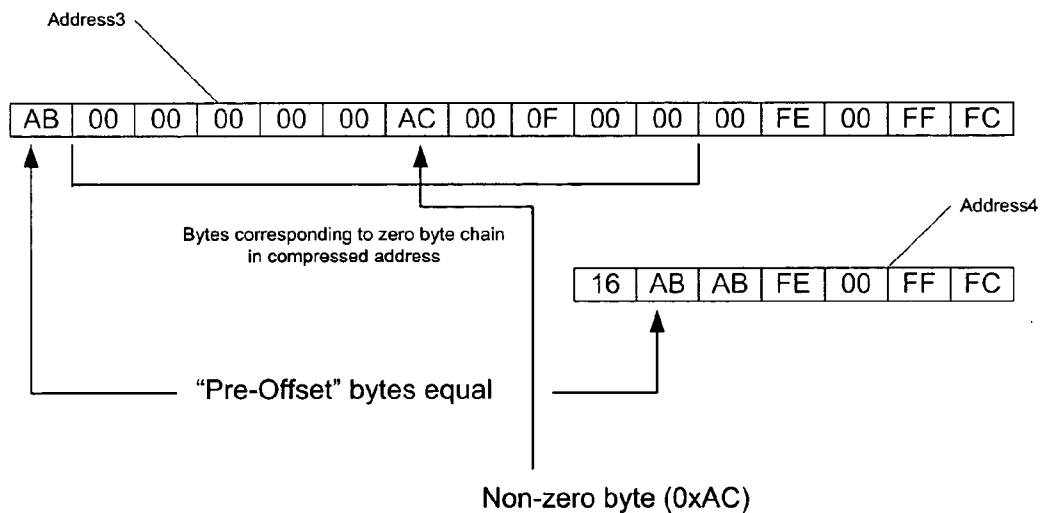 Address3
AB 00 00 00 00 00 AC 00 0F 00 00 00 FE 00 FF FC
Bytes corresponding to zero byte chain
in compressed address
Address4
16 AB AB FE 00 FF FC
“Pre-Offset” bytes equal
Non-zero byte (0xAC)